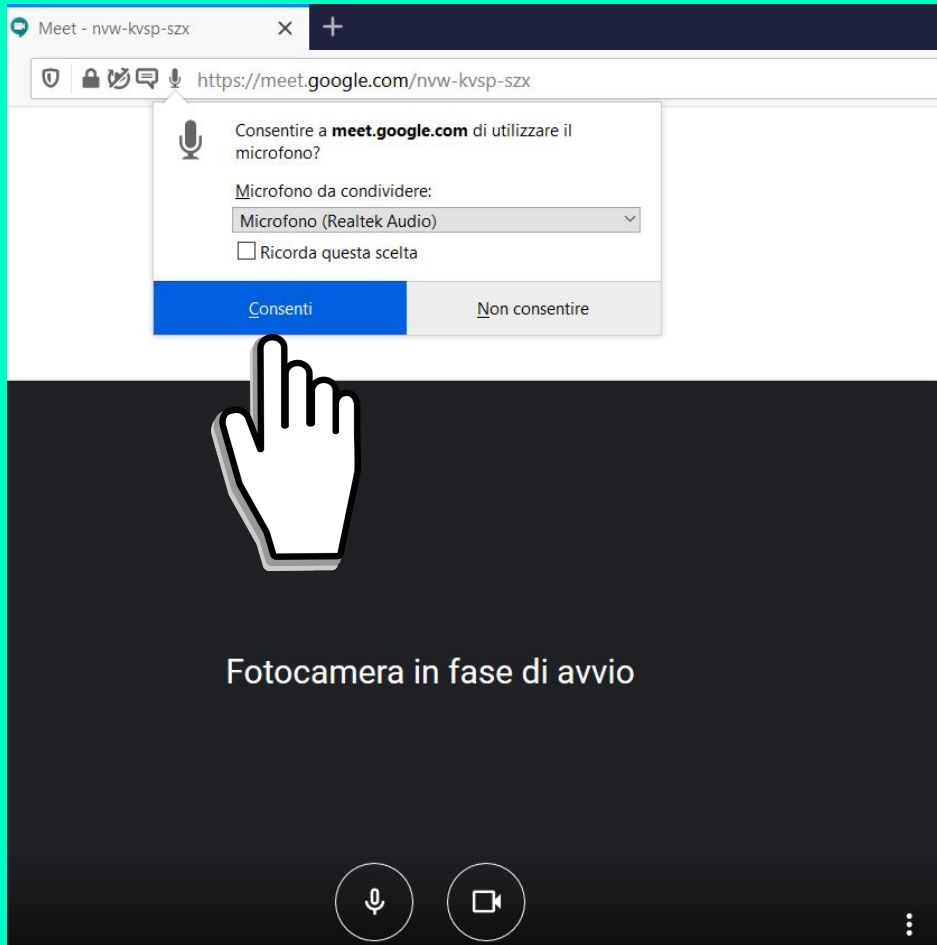 Meet - nvw-kvsp-szx
https://meet.google.com/nvw-kvsp-szx
Consentire a meet.google.com di utilizzare il
microfono?
Microfono da condividere:
Microfono (Realtek Audio)
Ricorda questa scelta
Consenti
Non consentire
Fotocamera in fase di avvio